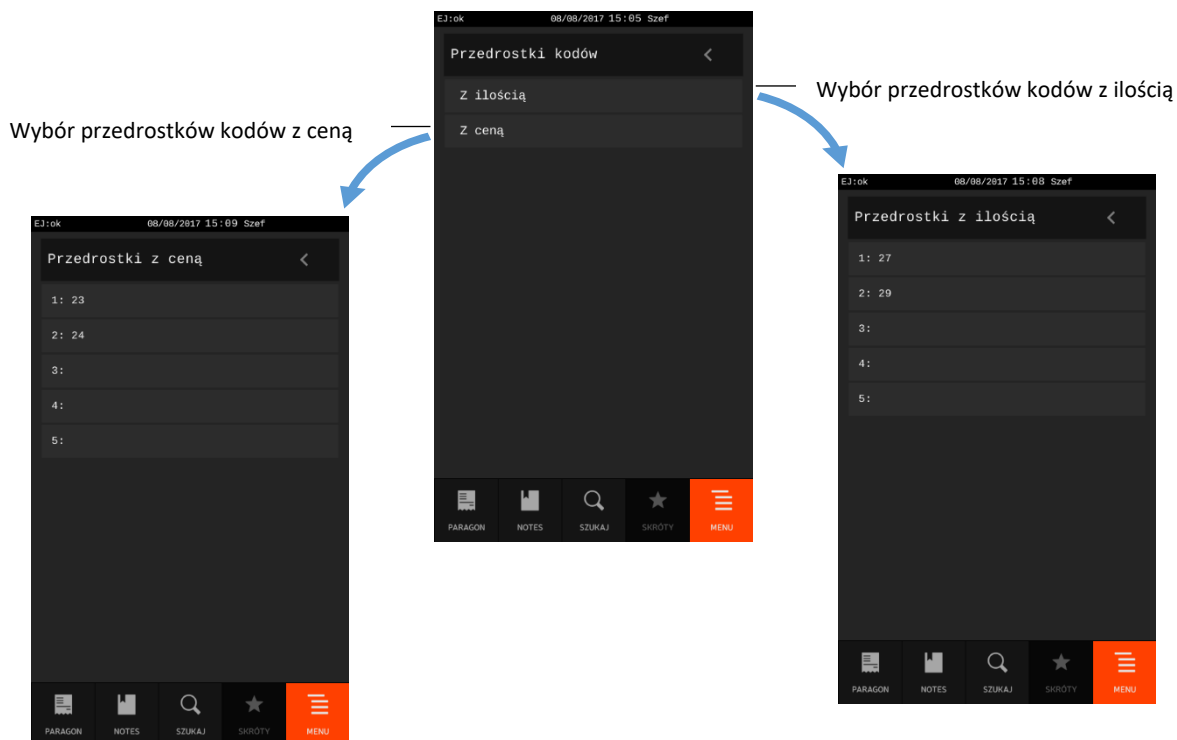 EJ:ok 08/08/2017 15:05 Szef
Przedrostki kodów
Z ilością
Z ceną
PARAGON NOTES SZUKAJ SKRÓTY MENU
Wybór przedrostków kodów z ilością
Wybór przedrostków kodów z ceną
EJ:ok 08/08/2017 15:09 Szef
Przedrostki z ceną
1: 23
2: 24
3:
4:
5:
PARAGON NOTES SZUKAJ SKRÓTY MENU
EJ:ok 08/08/2017 15:08 Szef
Przedrostki z ilością
1: 27
2: 29
3:
4:
5:
PARAGON NOTES SZUKAJ SKRÓTY MENU